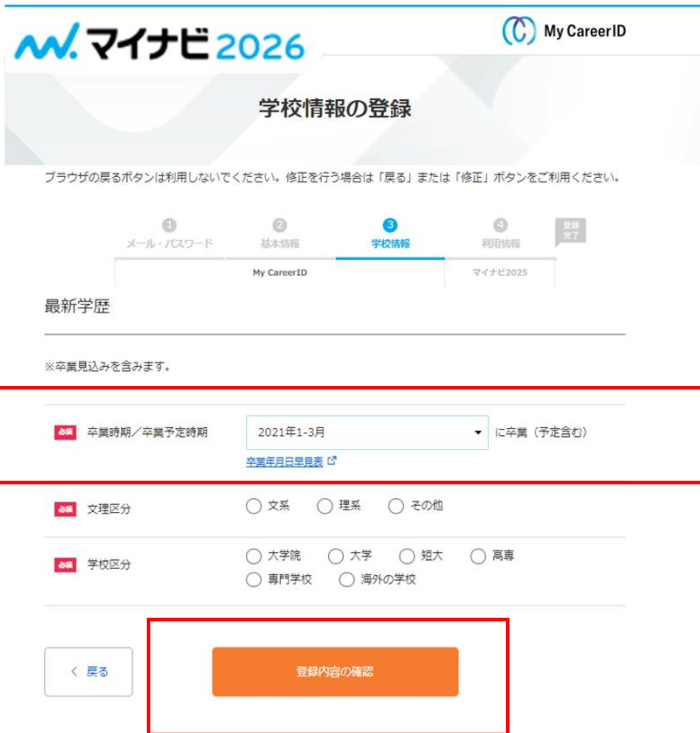 マイナビ2026
My CareerID
学校情報の登録
ブラウザの戻るボタンは利用しないでください。修正を行う場合は「戻る」または「修正」ボタンをご利用ください。
1 2 3 4 登録完了
メール・パスワード 基本情報 学校情報 利用情報
My CareerID マイナビ2025
最新学歴
※卒業見込みを含みます。
必須 卒業時期／卒業予定時期 2021年1-3月 に卒業（予定含む）
卒業年月日早見表
必須 文理区分 文系 理系 その他
必須 学校区分 大学院 大学 短大 高専
専門学校 海外の学校
< 戻る 登録内容の確認